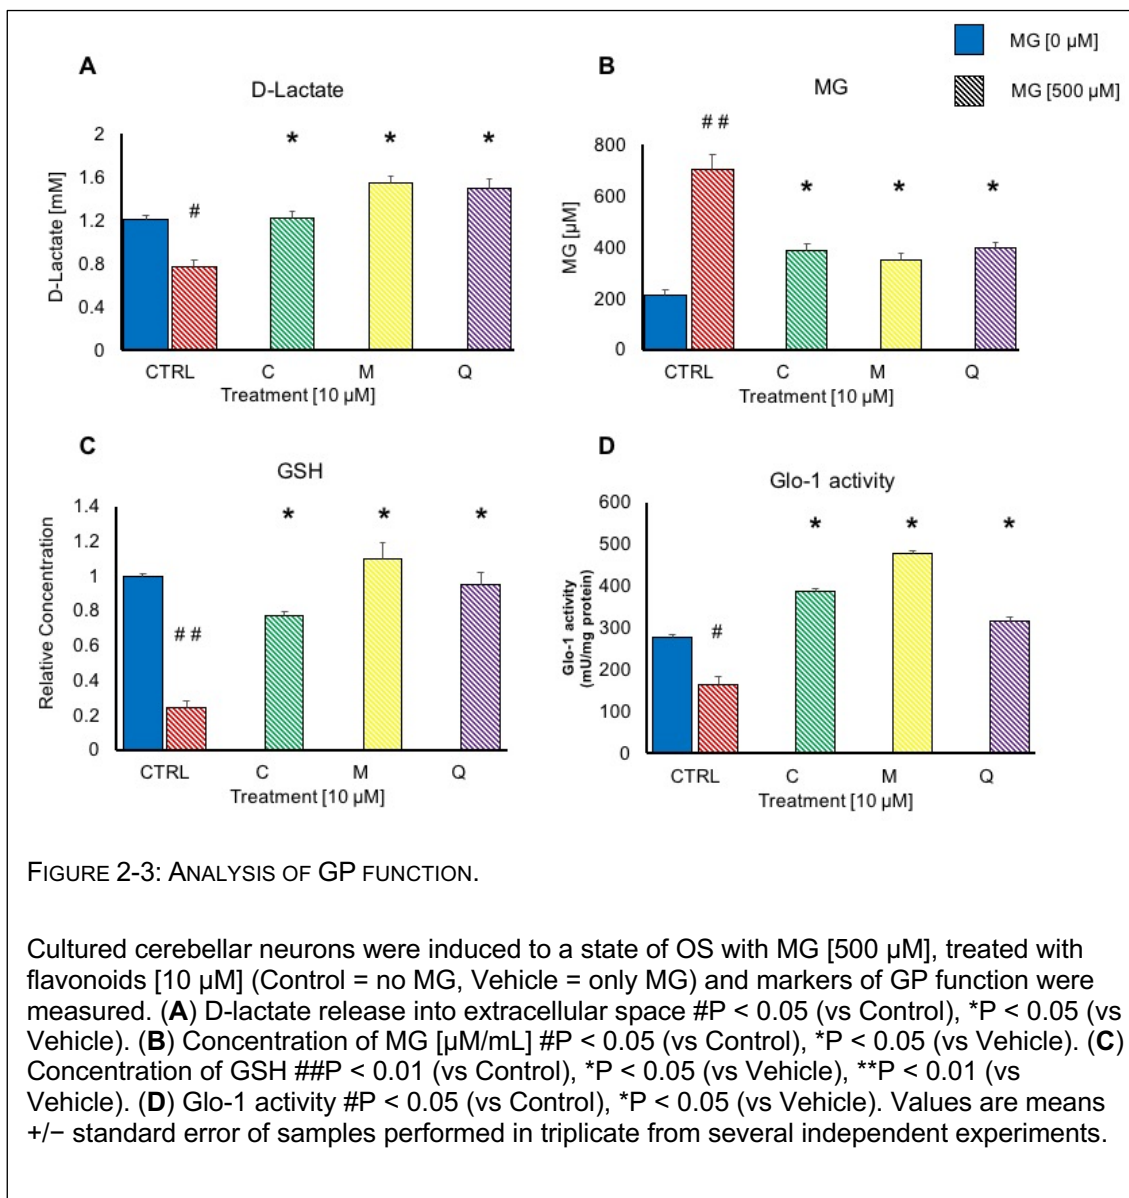 MG [0 µM]
MG [500 µM]
A
D-Lactate
2
1.6
1.2
0.8
0.4
0
D-Lactate [mM]
#
*
*
*
CTRL
C
M
Q
Treatment [10 µM]
B
MG
800
600
400
200
0
MG [µM]
# #
*
*
*
CTRL
C
M
Q
Treatment [10 µM]
C
GSH
1.4
1.2
1
0.8
0.6
0.4
0.2
0
Relative Concentration
# #
*
*
*
CTRL
C
M
Q
Treatment [10 µM]
D
Glo-1 activity
600
500
400
300
200
100
0
Glo-1 activity
(mU/mg protein)
#
*
*
*
CTRL
C
M
Q
Treatment [10 µM]
FIGURE 2-3: ANALYSIS OF GP FUNCTION.
Cultured cerebellar neurons were induced to a state of OS with MG [500 µM], treated with
flavonoids [10 µM] (Control = no MG, Vehicle = only MG) and markers of GP function were
measured. (A) D-lactate release into extracellular space #P < 0.05 (vs Control), *P < 0.05 (vs
Vehicle). (B) Concentration of MG [µM/mL] #P < 0.05 (vs Control), *P < 0.05 (vs Vehicle). (C)
Concentration of GSH ##P < 0.01 (vs Control), *P < 0.05 (vs Vehicle), **P < 0.01 (vs
Vehicle). (D) Glo-1 activity #P < 0.05 (vs Control), *P < 0.05 (vs Vehicle). Values are means
+/− standard error of samples performed in triplicate from several independent experiments.